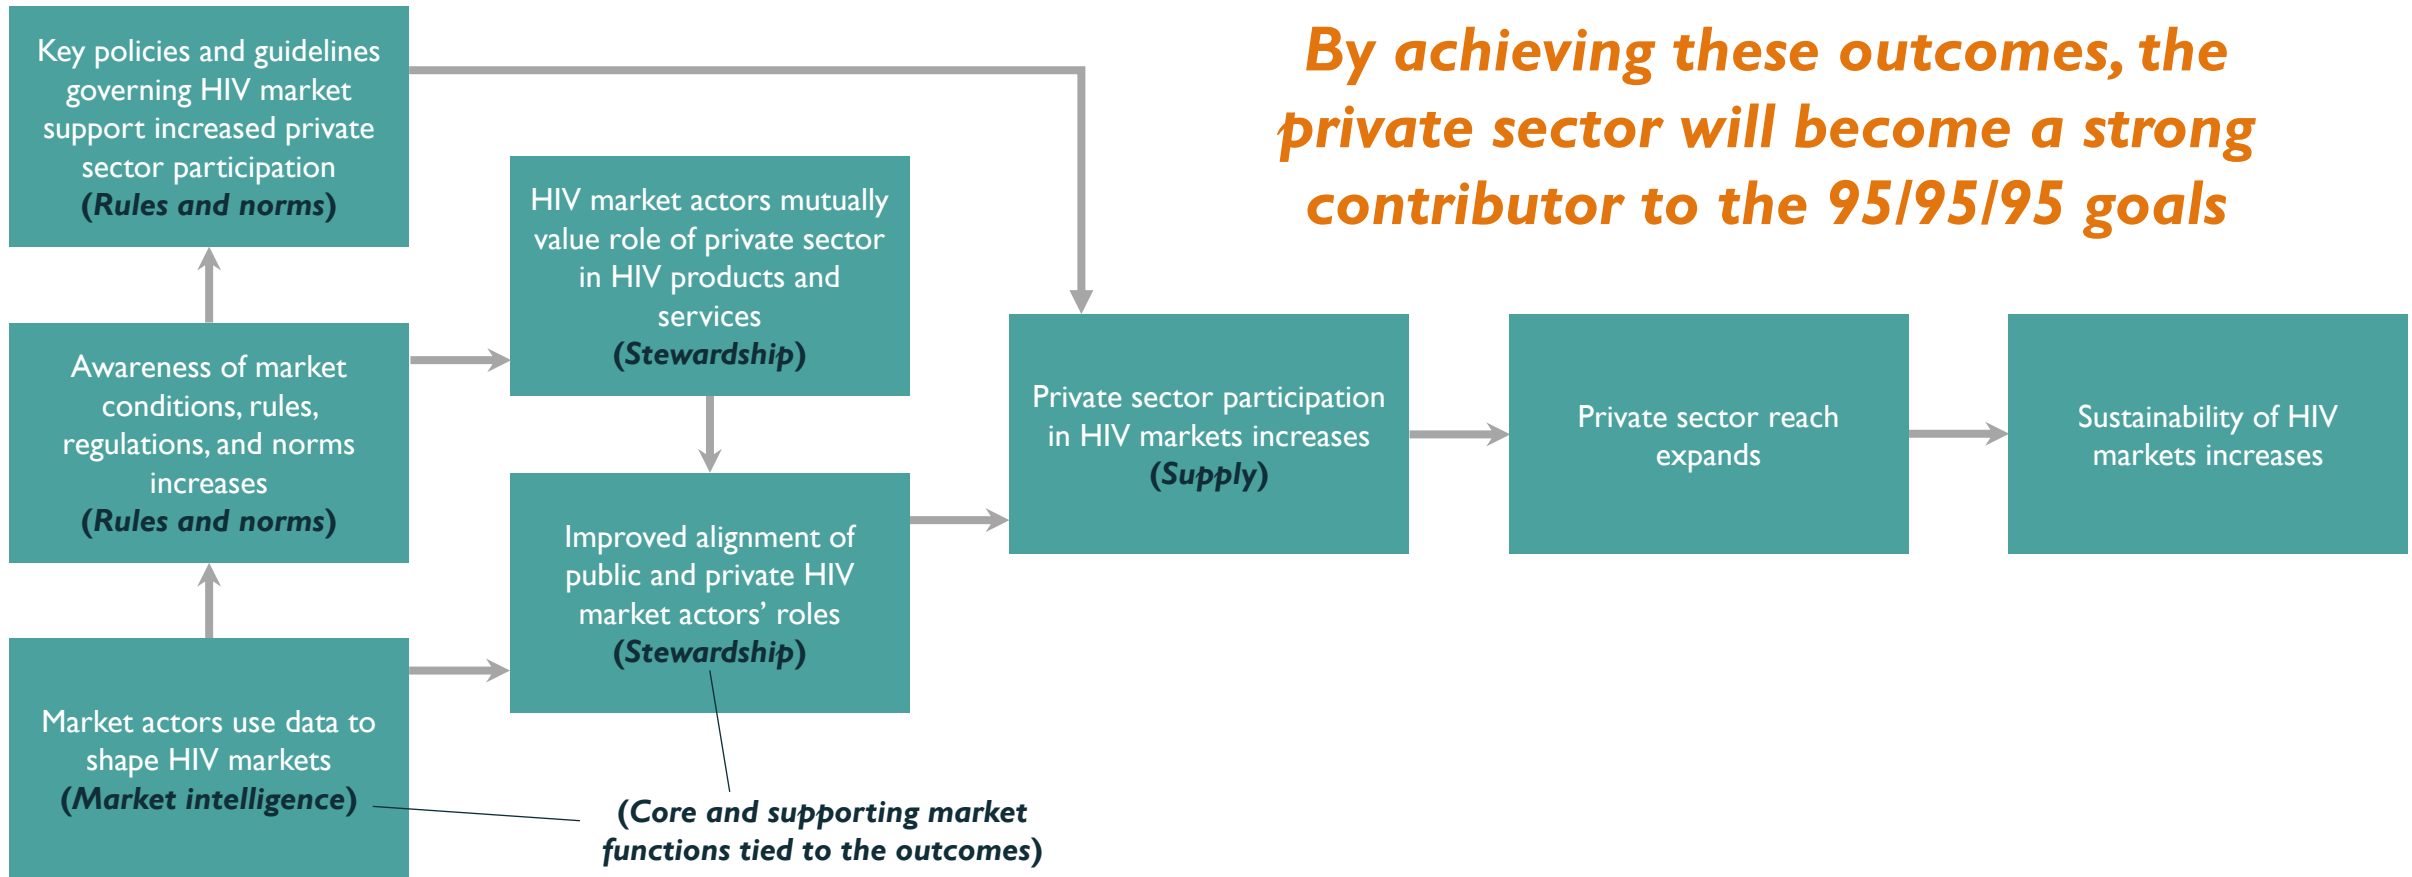 Key policies and guidelines
governing HIV market
support increased private
sector participation
(Rules and norms)
By achieving these outcomes, the
private sector will become a strong
contributor to the 95/95/95 goals
HIV market actors mutually
value role of private sector
in HIV products and
services
(Stewardship)
Awareness of market
conditions, rules,
regulations, and norms
increases
(Rules and norms)
Private sector participation
in HIV markets increases
(Supply)
Private sector reach
expands
Sustainability of HIV
markets increases
Improved alignment of
public and private HIV
market actors’ roles
(Stewardship)
Market actors use data to
shape HIV markets
(Market intelligence)
(Core and supporting market
functions tied to the outcomes)